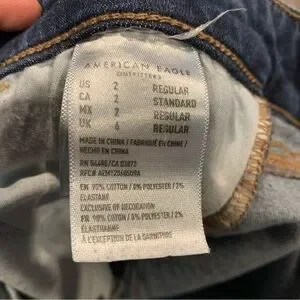 AMERICAN EAGLE
OUTFITTERS
US 2 REGULAR
CA 2 STANDARD
MX 2 REGULAR
UK 6 REGULAR
MADE IN CHINA / FABRIQUÉ EN CHINA /
HECHO EN CHINA
RN 54485/CA 03873
EN 90% COTTON / 8% POLYESTER / 2%
ELASTANE
EXCLUSIVE OF DECORATION
FR 90% COTON / 8% POLYESTER / 2%
ÉLASTHANNE
À L'EXCEPTION DE LA GARNITURE